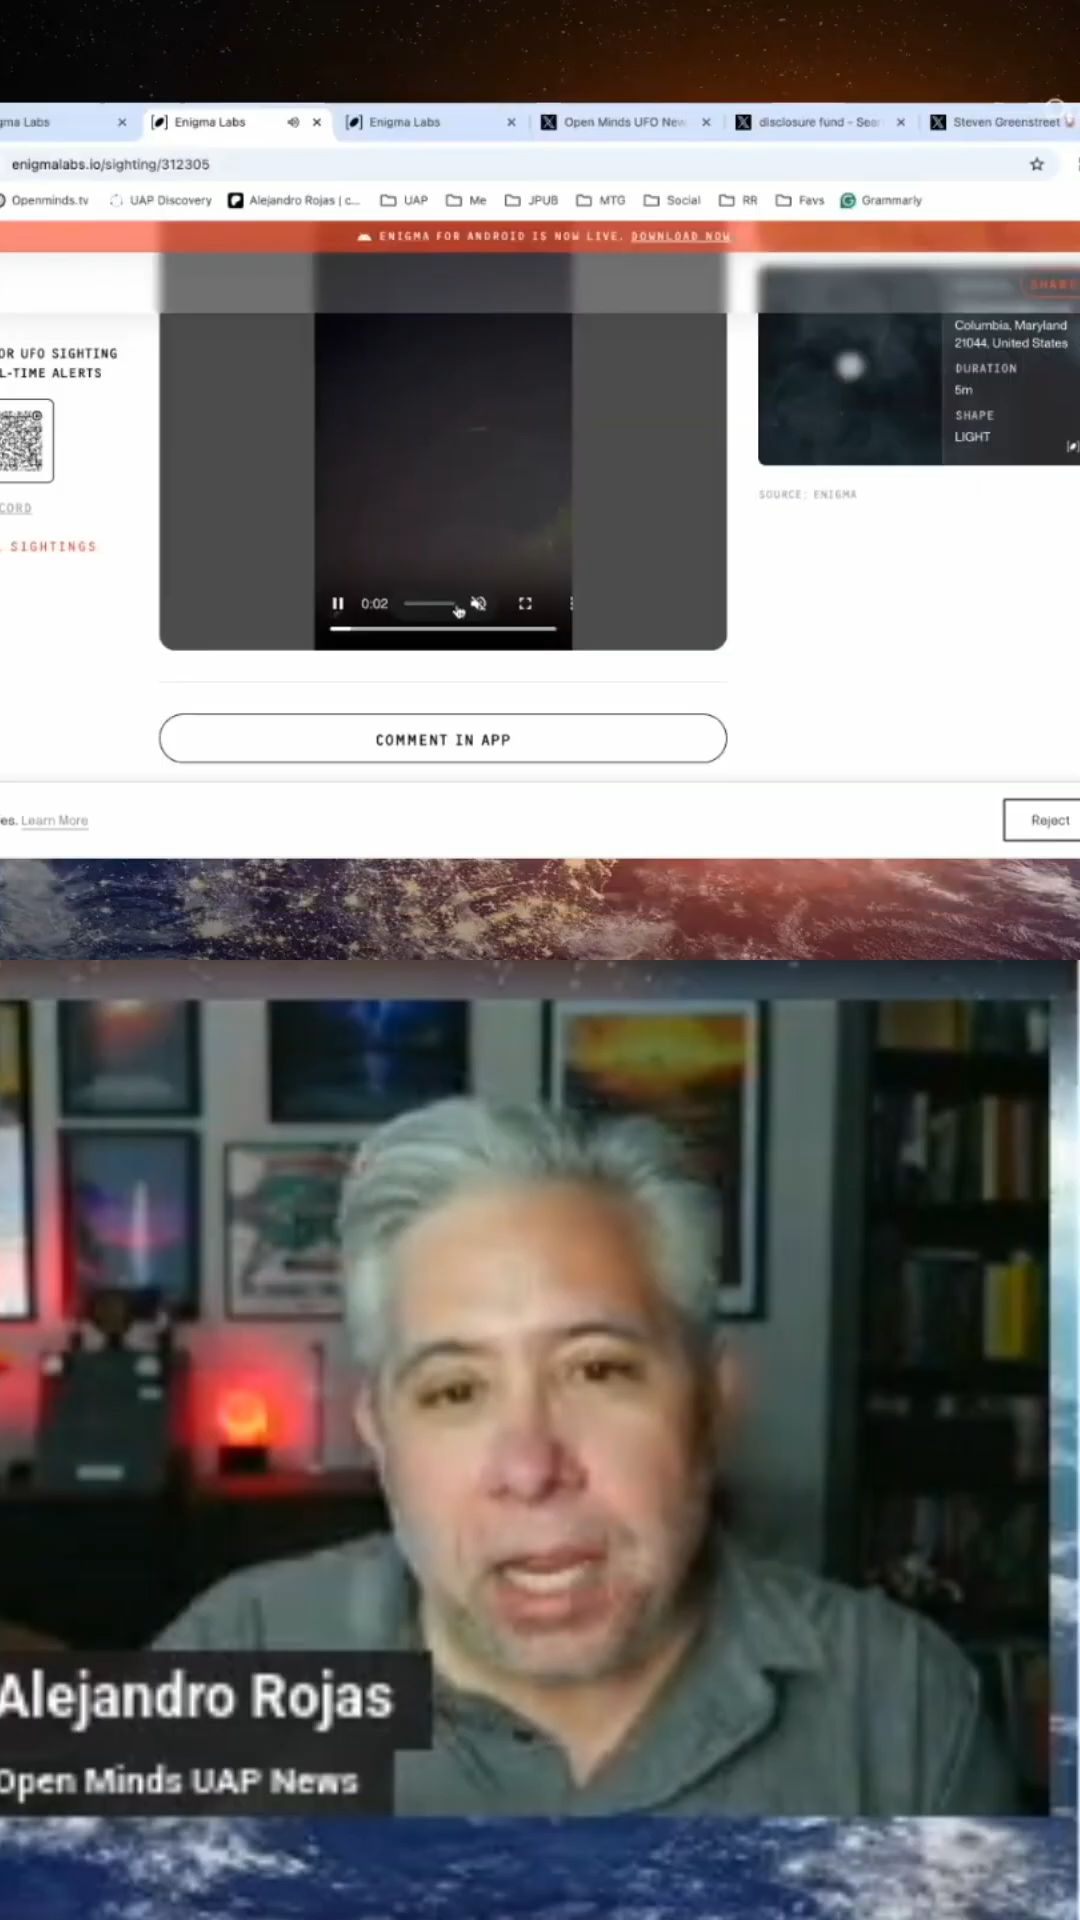 gma Labs
Enigma Labs
Enigma Labs
Open Minds UFO New
disclosure fund - Sear
Steven Greenstreet
enigmalabs.io/sighting/312305
Openminds.tv
UAP Discovery
Alejandro Rojas | c...
UAP
Me
JPUB
MTG
Social
RR
Favs
Grammarly
ENIGMA FOR ANDROID IS NOW LIVE. DOWNLOAD NOW
SHARE
Columbia, Maryland
21044, United States
DURATION
5m
SHAPE
LIGHT
SOURCE: ENIGMA
OR UFO SIGHTING
L-TIME ALERTS
CORD
SIGHTINGS
0:02
COMMENT IN APP
es. Learn More
Reject
Alejandro Rojas
Open Minds UAP News